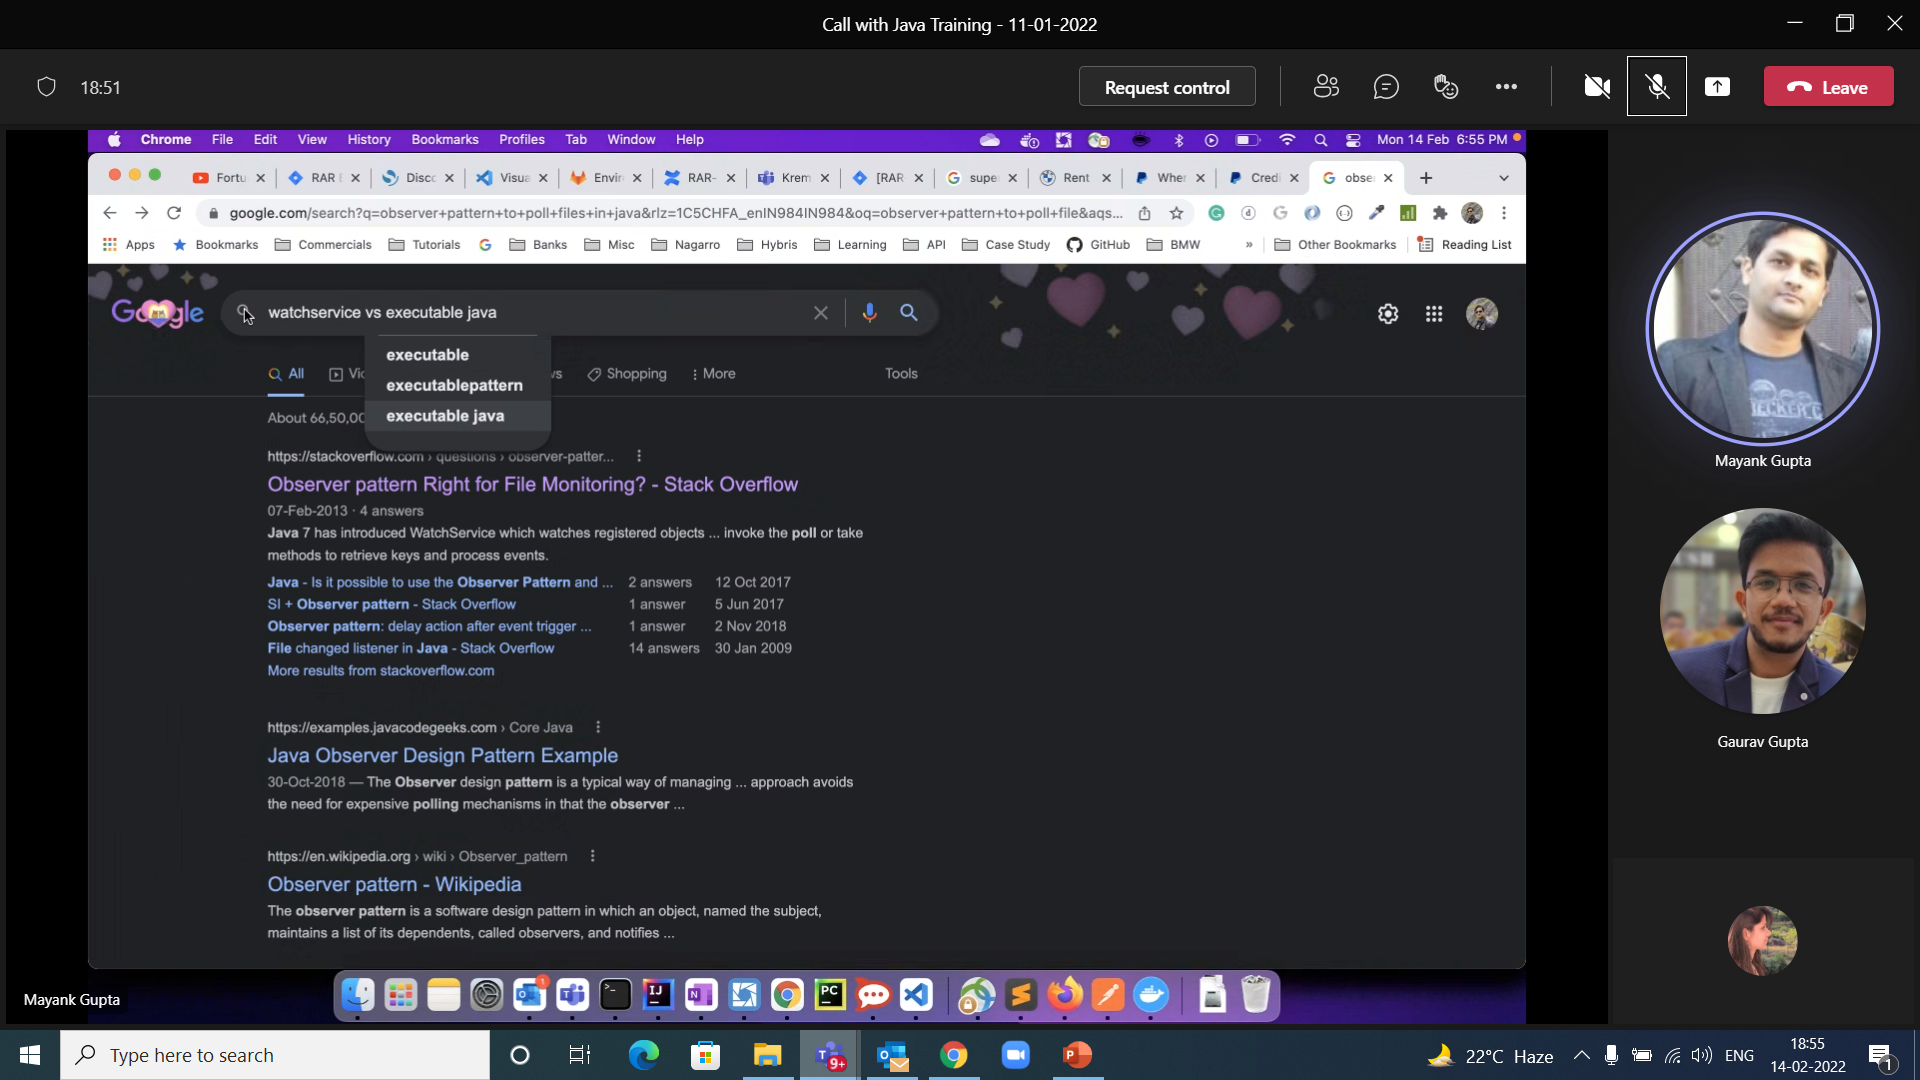 Call with Java Training - 11-01-2022
18:51
Request control
Leave
Chrome File Edit View History Bookmarks Profiles Tab Window Help
Mon 14 Feb 6:55 PM
Fortu
RAR
Disco
Visua
Envir
RAR-
Krem
[RAR
supe
Rent
Wher
Credi
obse
google.com/search?q=observer+pattern+to+poll+files+in+java&rlz=1C5CHFA_enIN984IN984&oq=observer+pattern+to+poll+file&aqs...
Apps Bookmarks Commercials Tutorials Banks Misc Nagarro Hybris Learning API Case Study GitHub BMW » Other Bookmarks Reading List
Google
watchservice vs executable java
executable
executablepattern
executable java
All
Shopping
More
Tools
About 66,50,00
https://stackoverflow.com › questions › observer-patter...
Observer pattern Right for File Monitoring? - Stack Overflow
07-Feb-2013 · 4 answers
Java 7 has introduced WatchService which watches registered objects ... invoke the poll or take
methods to retrieve keys and process events.
Java - Is it possible to use the Observer Pattern and ... 2 answers 12 Oct 2017
SI + Observer pattern - Stack Overflow 1 answer 5 Jun 2017
Observer pattern: delay action after event trigger ... 1 answer 2 Nov 2018
File changed listener in Java - Stack Overflow 14 answers 30 Jan 2009
More results from stackoverflow.com
https://examples.javacodegeeks.com › Core Java
Java Observer Design Pattern Example
30-Oct-2018 — The Observer design pattern is a typical way of managing ... approach avoids
the need for expensive polling mechanisms in that the observer ...
https://en.wikipedia.org › wiki › Observer_pattern
Observer pattern - Wikipedia
The observer pattern is a software design pattern in which an object, named the subject,
maintains a list of its dependents, called observers, and notifies ...
Mayank Gupta
Gaurav Gupta
Mayank Gupta
IJ
N
PC
Type here to search
9+
22°C Haze
ENG
18:55
14-02-2022
1